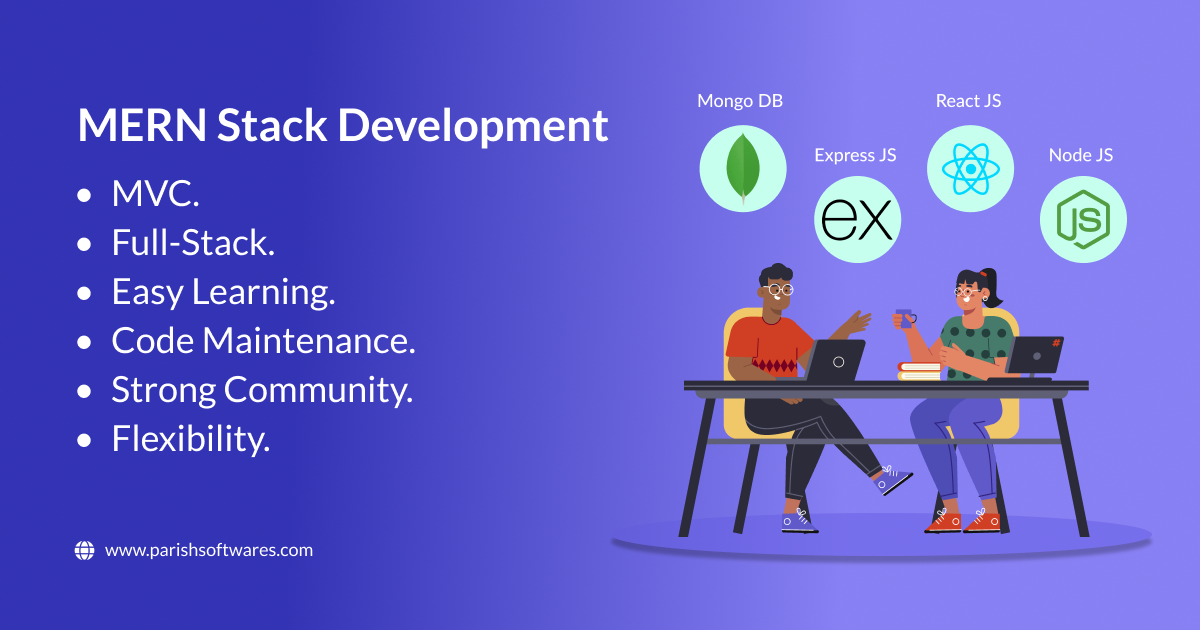 MERN Stack Development
• MVC.
• Full-Stack.
• Easy Learning.
• Code Maintenance.
• Strong Community.
• Flexibility.
www.parishsoftwares.com
Mongo DB
Express JS
ex
React JS
Node JS
JS
#